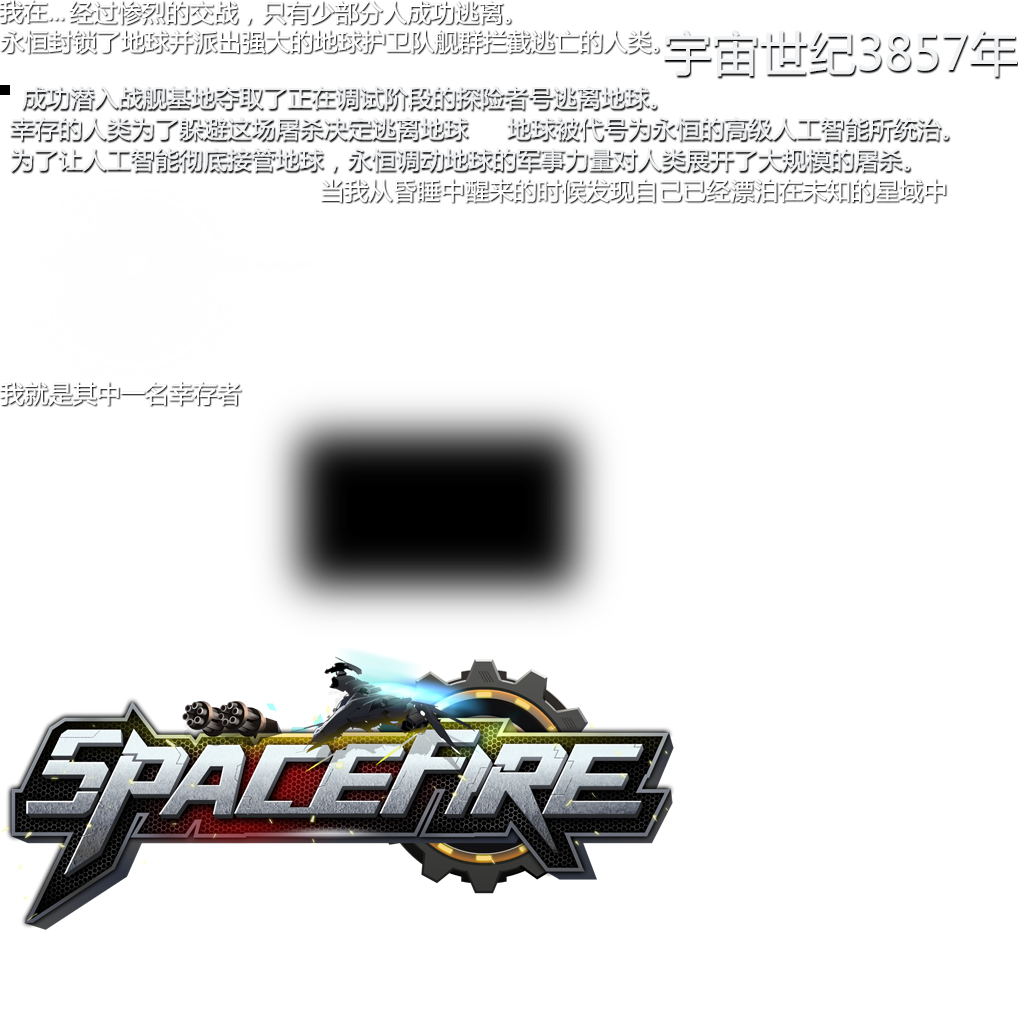 我在... 经过惨烈的交战，只有少部分人成功逃离。
永恒封锁了地球并派出强大的地球护卫队舰群拦截逃亡的人类。
宇宙世纪3857年
成功潜入战舰基地夺取了正在调试阶段的探险者号逃离地球。
幸存的人类为了躲避这场屠杀决定逃离地球 地球被代号为永恒的高级人工智能所统治。
为了让人工智能彻底接管地球，永恒调动地球的军事力量对人类展开了大规模的屠杀。
当我从昏睡中醒来的时候发现自己已经漂泊在未知的星域中
我就是其中一名幸存者
SPACEFIRE